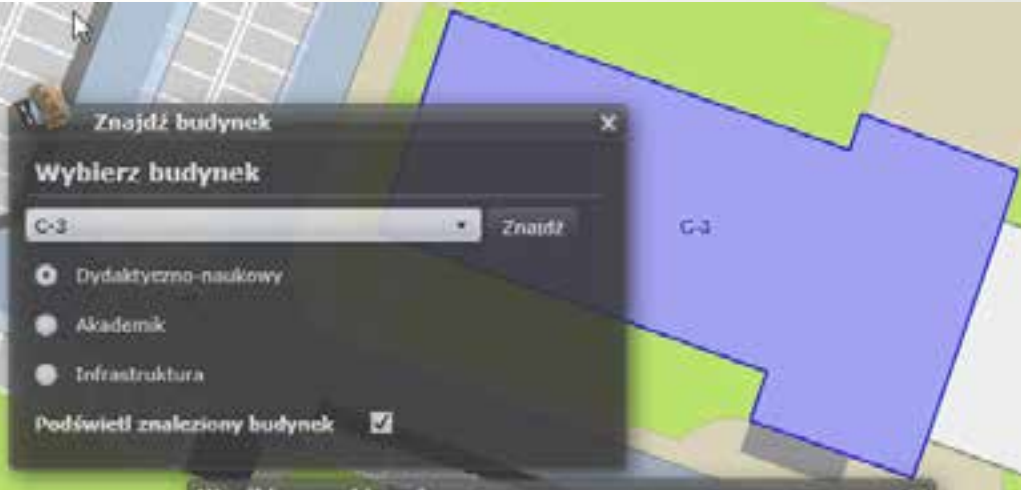 Znajdź budynek
Wybierz budynek
C-3
Znajdź
C-3
Dydaktyczno-naukowy
Akademik
Infrastruktura
Podświetl znaleziony budynek